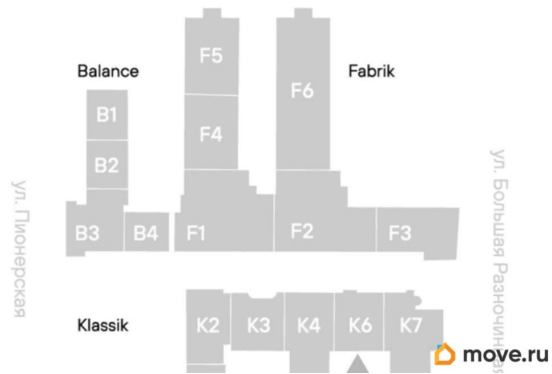 F5
Balance
Fabrik
F6
B1
F4
B2
B3
B4
F1
F2
F3
ул. Пионерская
ул. Большая Разночинная
Klassik
K2
K3
K4
K6
K7
move.ru